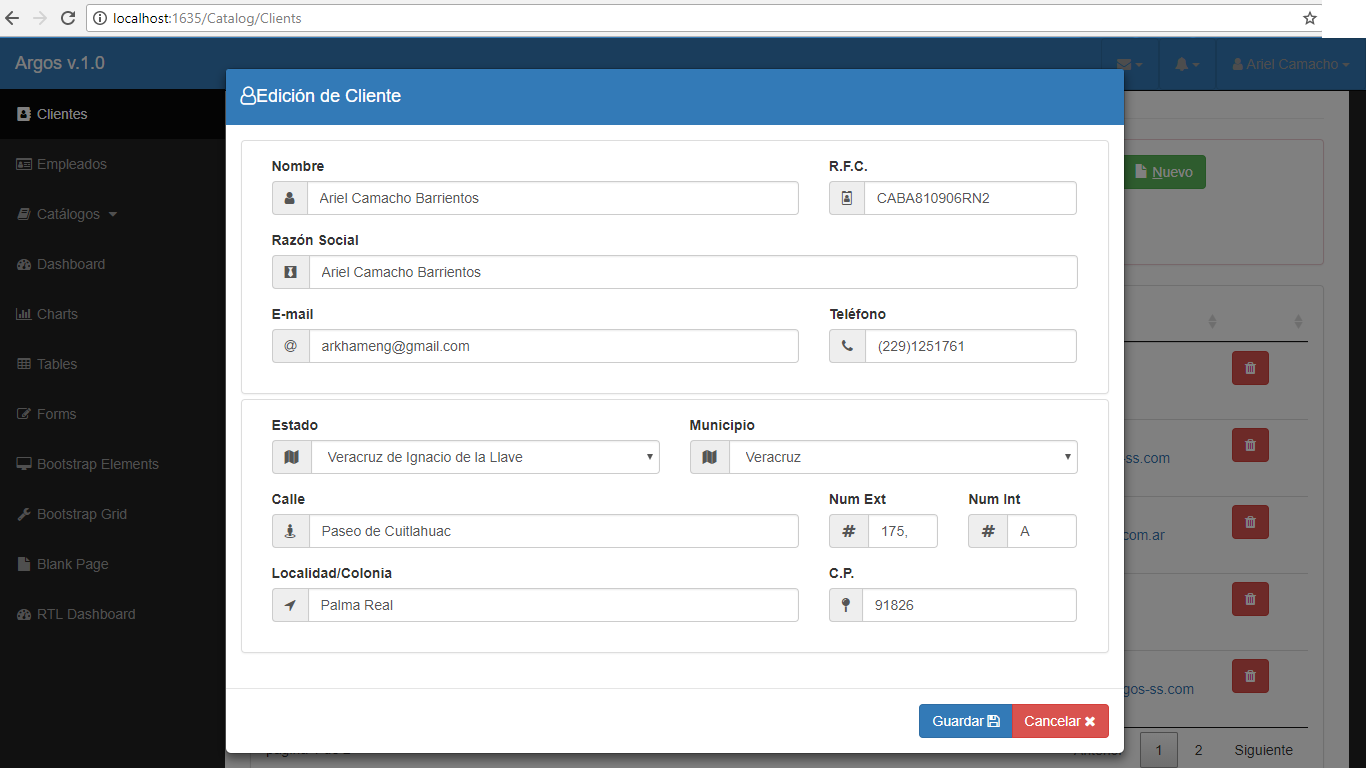 localhost:1635/Catalog/Clients
Argos v.1.0
Ariel Camacho
Clientes
Empleados
Catálogos
Dashboard
Charts
Tables
Forms
Bootstrap Elements
Bootstrap Grid
Blank Page
RTL Dashboard
Edición de Cliente
Nombre R.F.C.
Ariel Camacho Barrientos CABA810906RN2
Razón Social
Ariel Camacho Barrientos
E-mail Teléfono
@ arkhameng@gmail.com (229)1251761
Estado Municipio
Veracruz de Ignacio de la Llave Veracruz
Calle Num Ext Num Int
Paseo de Cuitlahuac # 175, # A
Localidad/Colonia C.P.
Palma Real 91826
Guardar Cancelar
Nuevo
ss.com
com.ar
gos-ss.com
1 2 Siguiente